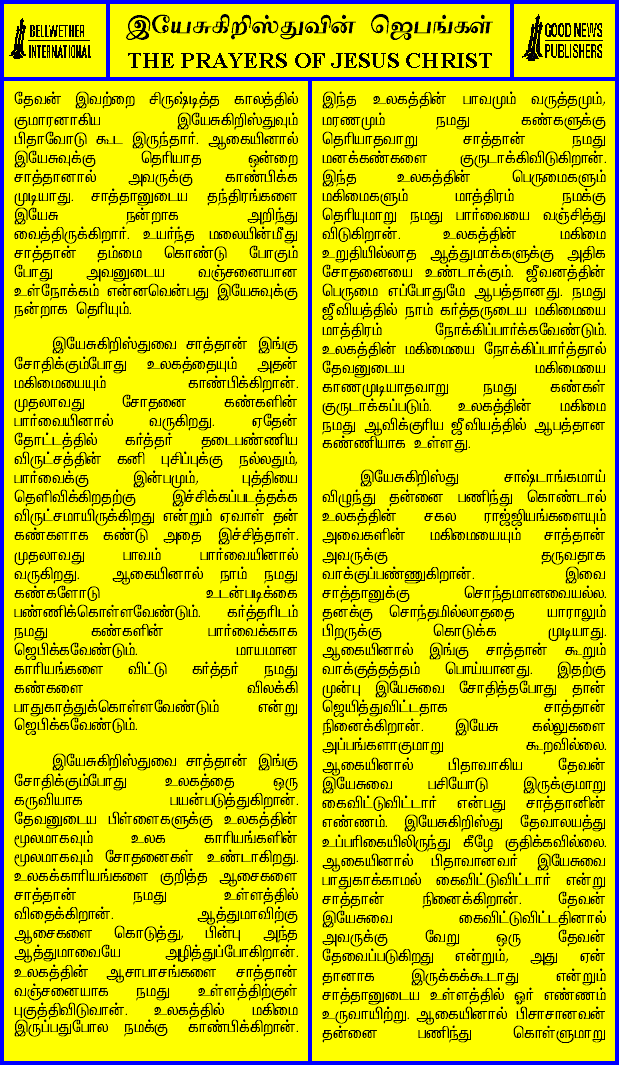 BELLWETHER
INTERNATIONAL
இயேசுகிறிஸ்துவின் ஜெபங்கள்
THE PRAYERS OF JESUS CHRIST
GOOD NEWS
PUBLISHERS
தேவன் இவற்றை சிருஷ்டித்த காலத்தில்
குமாரனாகிய இயேசுகிறிஸ்துவும்
பிதாவோடு கூட இருந்தார். ஆகையினால்
இயேசுவுக்கு தெரியாத ஒன்றை
சாத்தானால் அவருக்கு காண்பிக்க
முடியாது. சாத்தானுடைய தந்திரங்களை
இயேசு நன்றாக அறிந்து
வைத்திருக்கிறார். உயர்ந்த மலையின்மீது
சாத்தான் தம்மை கொண்டு போகும்
போது அவனுடைய வஞ்சனையான
உள்நோக்கம் என்னவென்பது இயேசுவுக்கு
நன்றாக தெரியும்.
இயேசுகிறிஸ்துவை சாத்தான் இங்கு
சோதிக்கும்போது உலகத்தையும் அதன்
மகிமையையும் காண்பிக்கிறான்.
முதலாவது சோதனை கண்களின்
பார்வையினால் வருகிறது. ஏதேன்
தோட்டத்தில் கர்த்தர் தடைபண்ணிய
விருட்சத்தின் கனி புசிப்புக்கு நல்லதும்,
பார்வைக்கு இன்பமும், புத்தியை
தெளிவிக்கிறதற்கு இச்சிக்கப்படத்தக்க
விருட்சமாயிருக்கிறது என்றும் ஏவாள் தன்
கண்களாக கண்டு அதை இச்சித்தாள்.
முதலாவது பாவம் பார்வையினால்
வருகிறது. ஆகையினால் நாம் நமது
கண்களோடு உடன்படிக்கை
பண்ணிக்கொள்ளவேண்டும். கர்த்தரிடம்
நமது கண்களின் பார்வைக்காக
ஜெபிக்கவேண்டும். மாயமான
காரியங்களை விட்டு கர்த்தர் நமது
கண்களை விலக்கி
பாதுகாத்துக்கொள்ளவேண்டும் என்று
ஜெபிக்கவேண்டும்.
இயேசுகிறிஸ்துவை சாத்தான் இங்கு
சோதிக்கும்போது உலகத்தை ஒரு
கருவியாக பயன்படுத்துகிறான்.
தேவனுடைய பிள்ளைகளுக்கு உலகத்தின்
மூலமாகவும் உலக காரியங்களின்
மூலமாகவும் சோதனைகள் உண்டாகிறது.
உலகக்காரியங்களை குறித்த ஆசைகளை
சாத்தான் நமது உள்ளத்தில்
விதைக்கிறான். ஆத்துமாவிற்கு
ஆசைகளை கொடுத்து, பின்பு அந்த
ஆத்துமாவையே அழித்துப்போகிறான்.
உலகத்தின் ஆசாபாசங்களை சாத்தான்
வஞ்சனையாக நமது உள்ளத்திற்குள்
புகுத்திவிடுவான். உலகத்தில் மகிமை
இருப்பதுபோல நமக்கு காண்பிக்கிறான்.
இந்த உலகத்தின் பாவமும் வருத்தமும்,
மரணமும் நமது கண்களுக்கு
தெரியாதவாறு சாத்தான் நமது
மனக்கண்களை குருடாக்கிவிடுகிறான்.
இந்த உலகத்தின் பெருமைகளும்
மகிமைகளும் மாத்திரம் நமக்கு
தெரியுமாறு நமது பார்வையை வஞ்சித்து
விடுகிறான். உலகத்தின் மகிமை
உறுதியில்லாத ஆத்துமாக்களுக்கு அதிக
சோதனையை உண்டாக்கும். ஜீவனத்தின்
பெருமை எப்போதுமே ஆபத்தானது. நமது
ஜீவியத்தில் நாம் கர்த்தருடைய மகிமையை
மாத்திரம் நோக்கிப்பார்க்கவேண்டும்.
உலகத்தின் மகிமையை நோக்கிப்பார்த்தால்
தேவனுடைய மகிமையை
காணமுடியாதவாறு நமது கண்கள்
குருடாக்கப்படும். உலகத்தின் மகிமை
நமது ஆவிக்குரிய ஜீவியத்தில் ஆபத்தான
கண்ணியாக உள்ளது.
இயேசுகிறிஸ்து சாஷ்டாங்கமாய்
விழுந்து தன்னை பணிந்து கொண்டால்
உலகத்தின் சகல ராஜ்ஜியங்களையும்
அவைகளின் மகிமையையும் சாத்தான்
அவருக்கு தருவதாக
வாக்குப்பண்ணுகிறான். இவை
சாத்தானுக்கு சொந்தமானவையல்ல.
தனக்கு சொந்தமில்லாததை யாராலும்
பிறருக்கு கொடுக்க முடியாது.
ஆகையினால் இங்கு சாத்தான் கூறும்
வாக்குத்தத்தம் பொய்யானது. இதற்கு
முன்பு இயேசுவை சோதித்தபோது தான்
ஜெயித்துவிட்டதாக சாத்தான்
நினைக்கிறான். இயேசு கல்லுகளை
அப்பங்களாகுமாறு கூறவில்லை.
ஆகையினால் பிதாவாகிய தேவன்
இயேசுவை பசியோடு இருக்குமாறு
கைவிட்டுவிட்டார் என்பது சாத்தானின்
எண்ணம். இயேசுகிறிஸ்து தேவாலயத்து
உப்பரிகையிலிருந்து கீழே குதிக்கவில்லை.
ஆகையினால் பிதாவானவர் இயேசுவை
பாதுகாக்காமல் கைவிட்டுவிட்டார் என்று
சாத்தான் நினைக்கிறான். தேவன்
இயேசுவை கைவிட்டுவிட்டதினால்
அவருக்கு வேறு ஒரு தேவன்
தேவைப்படுகிறது என்றும், அது ஏன்
தானாக இருக்கக்கூடாது என்றும்
சாத்தானுடைய உள்ளத்தில் ஓர் எண்ணம்
உருவாயிற்று. ஆகையினால் பிசாசானவன்
தன்னை பணிந்து கொள்ளுமாறு